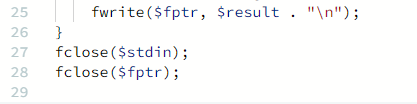 25 fwrite($fptr, $result . "\n");
26 }
27 fclose($stdin);
28 fclose($fptr);
29